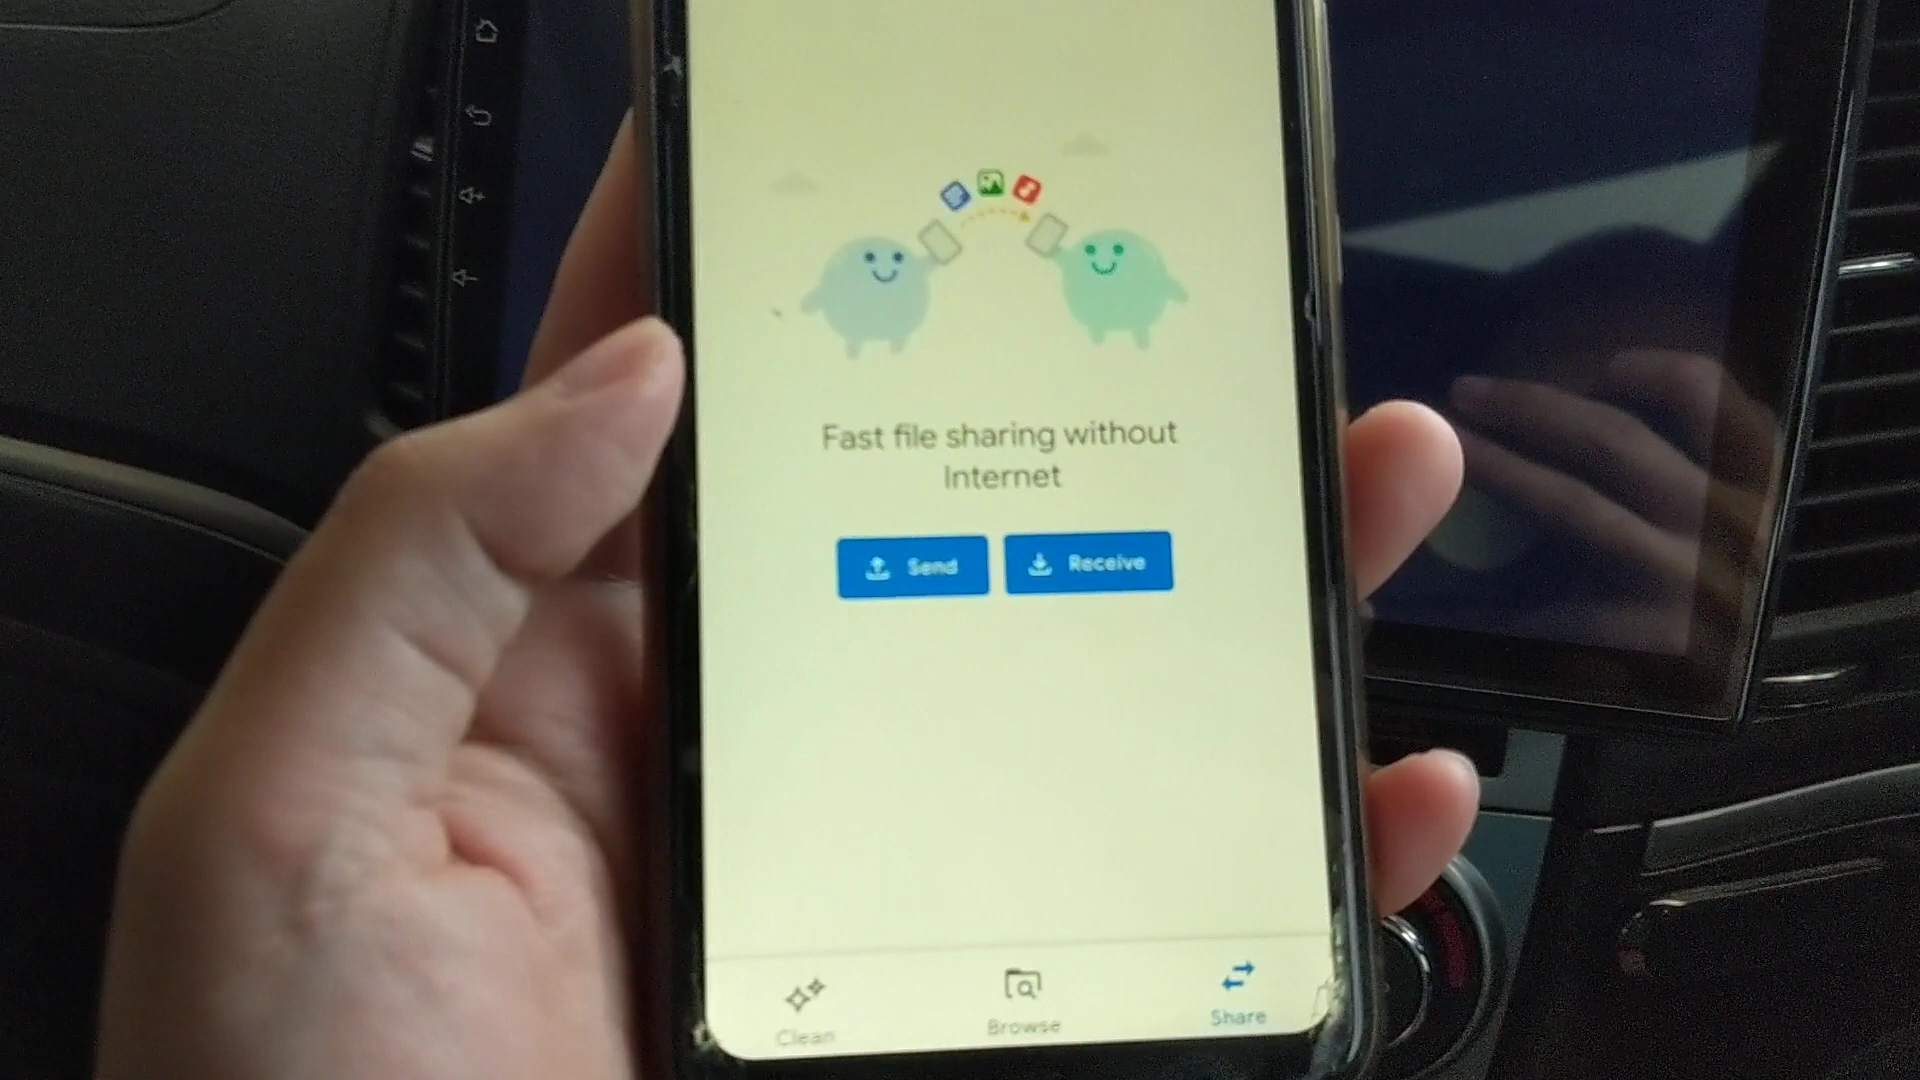 Fast file sharing without
Internet
Send
Receive
Clean
Browse
Share